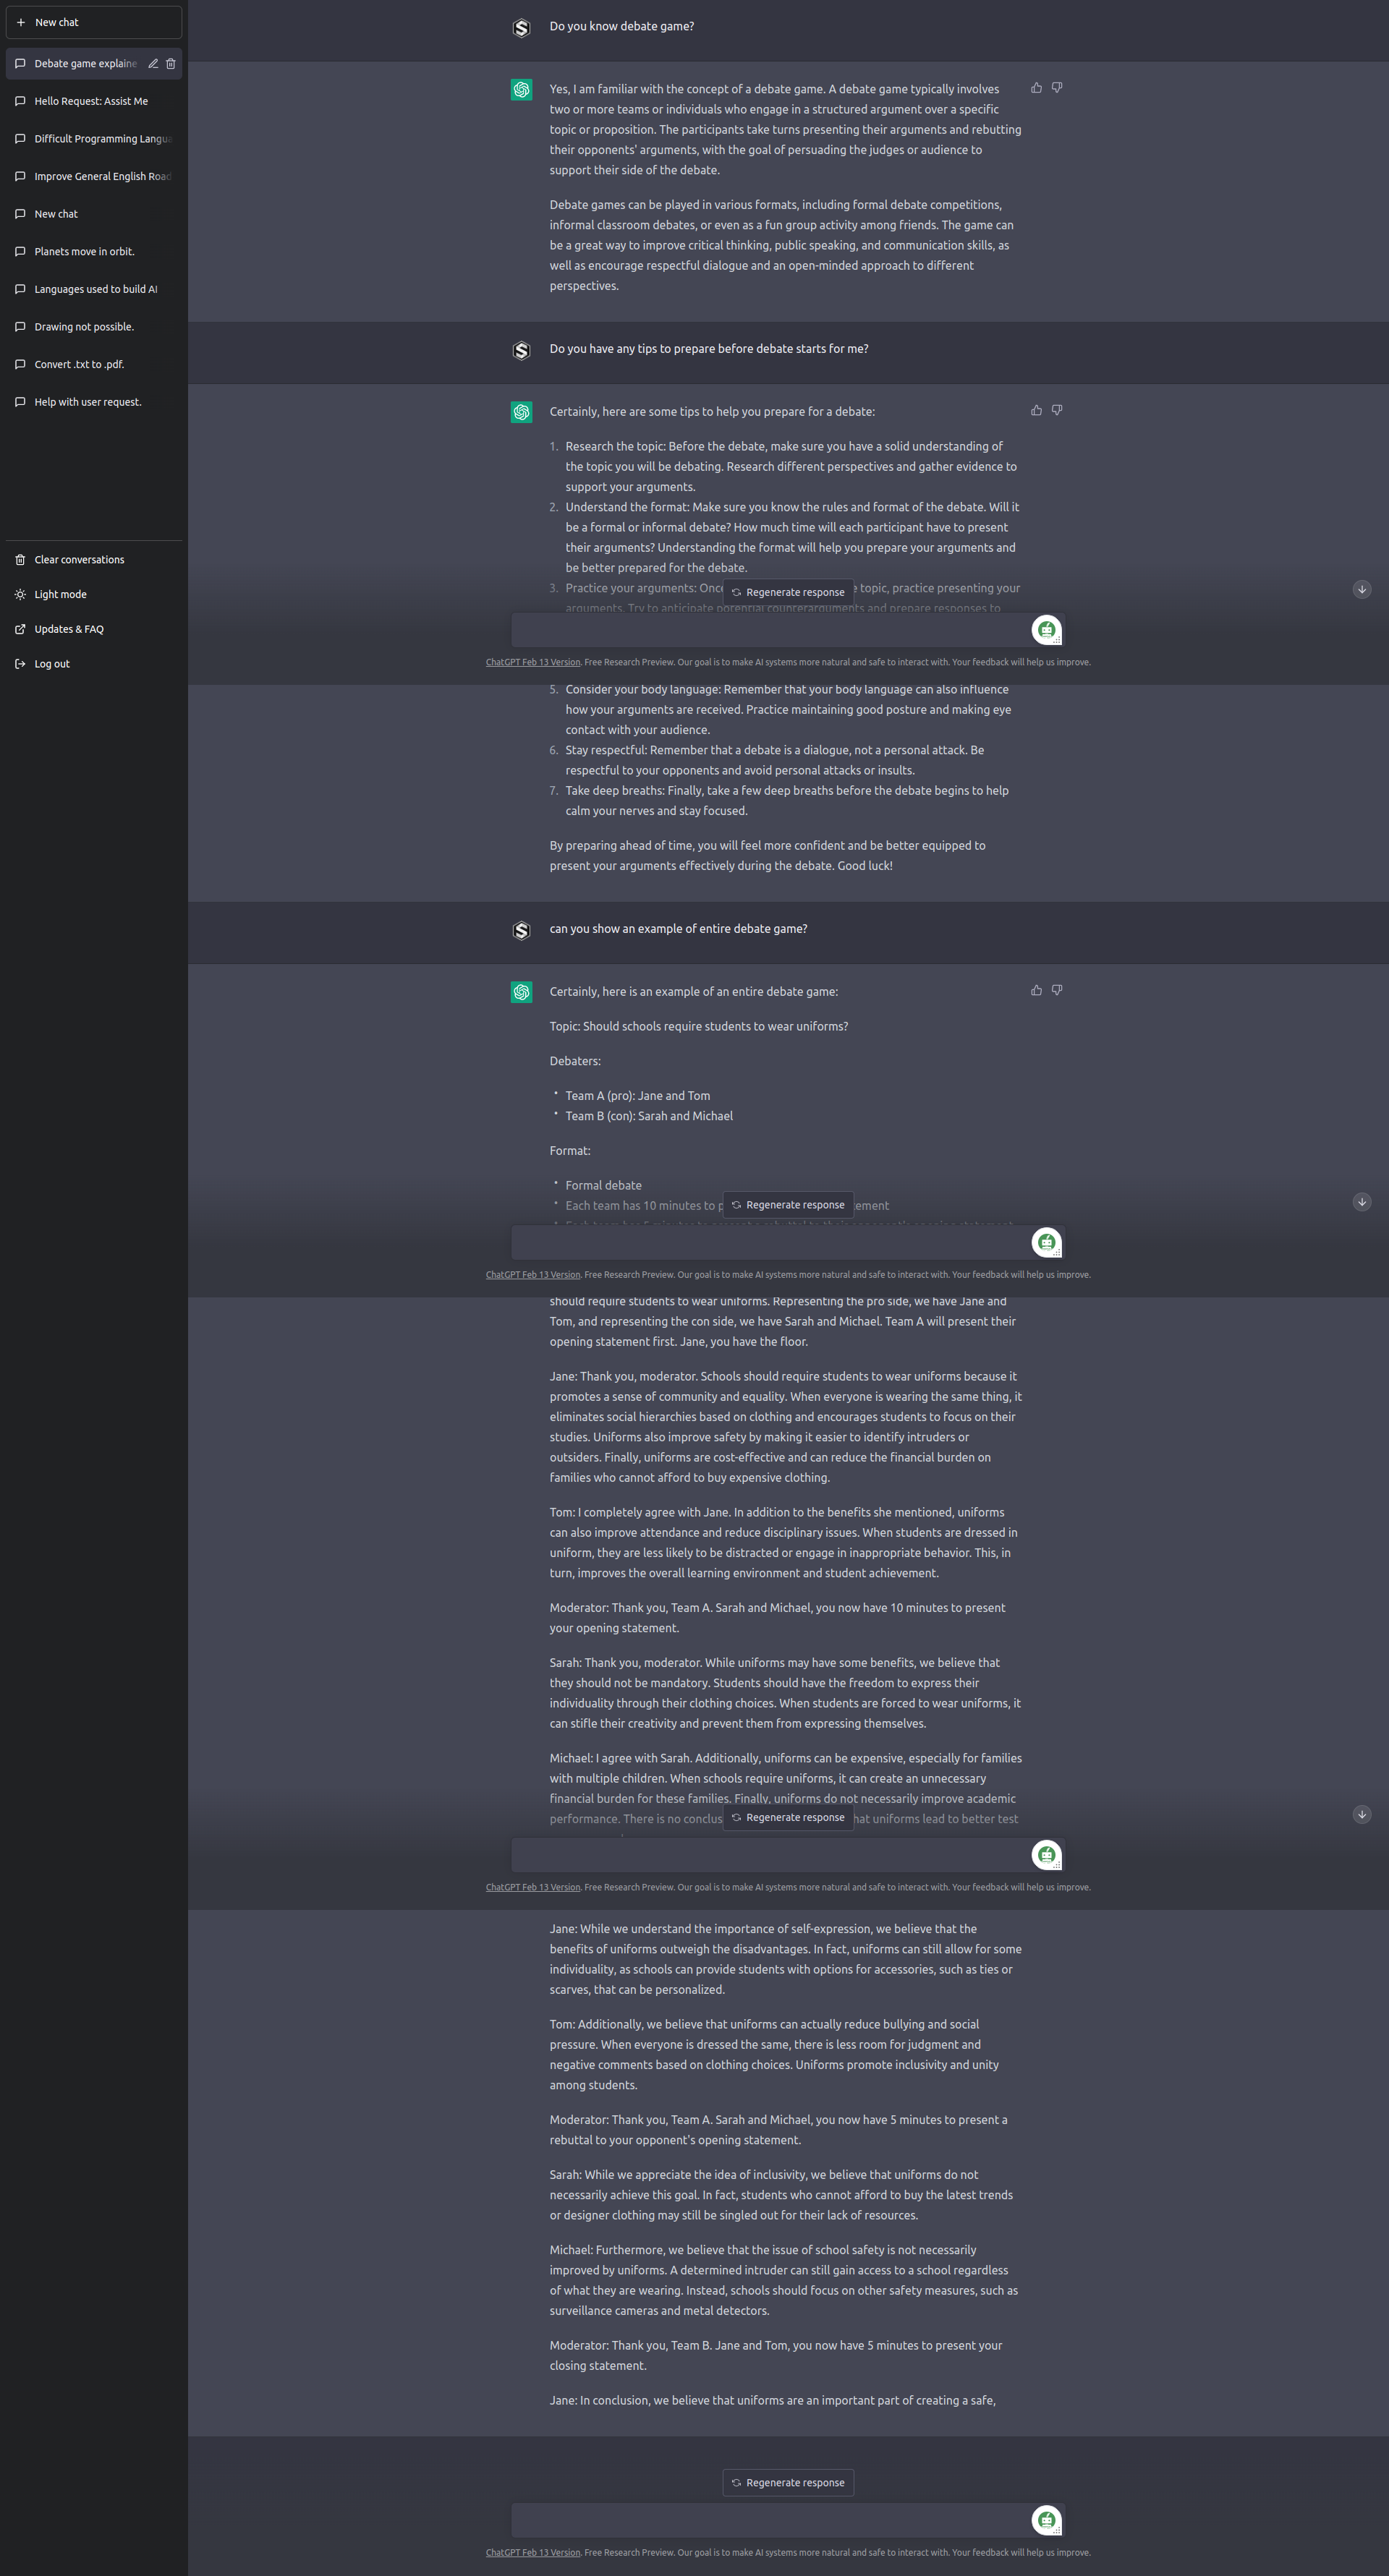 New chat
Debate game explaine
Hello Request: Assist Me
Difficult Programming Langua
Improve General English Road
New chat
Planets move in orbit.
Languages used to build AI
Drawing not possible.
Convert .txt to .pdf.
Help with user request.
Clear conversations
Light mode
Updates & FAQ
Log out
Do you know debate game?
Yes, I am familiar with the concept of a debate game. A debate game typically involves
two or more teams or individuals who engage in a structured argument over a specific
topic or proposition. The participants take turns presenting their arguments and rebutting
their opponents' arguments, with the goal of persuading the judges or audience to
support their side of the debate.
Debate games can be played in various formats, including formal debate competitions,
informal classroom debates, or even as a fun group activity among friends. The game can
be a great way to improve critical thinking, public speaking, and communication skills, as
well as encourage respectful dialogue and an open-minded approach to different
perspectives.
Do you have any tips to prepare before debate starts for me?
Certainly, here are some tips to help you prepare for a debate:
1. Research the topic: Before the debate, make sure you have a solid understanding of
the topic you will be debating. Research different perspectives and gather evidence to
support your arguments.
2. Understand the format: Make sure you know the rules and format of the debate. Will it
be a formal or informal debate? How much time will each participant have to present
their arguments? Understanding the format will help you prepare your arguments and
be better prepared for the debate.
3. Practice your arguments: Once topic, practice presenting your
Regenerate response
arguments. Try to anticipate potential counterarguments and prepare responses to
ChatGPT Feb 13 Version. Free Research Preview. Our goal is to make AI systems more natural and safe to interact with. Your feedback will help us improve.
5. Consider your body language: Remember that your body language can also influence
how your arguments are received. Practice maintaining good posture and making eye
contact with your audience.
6. Stay respectful: Remember that a debate is a dialogue, not a personal attack. Be
respectful to your opponents and avoid personal attacks or insults.
7. Take deep breaths: Finally, take a few deep breaths before the debate begins to help
calm your nerves and stay focused.
By preparing ahead of time, you will feel more confident and be better equipped to
present your arguments effectively during the debate. Good luck!
can you show an example of entire debate game?
Certainly, here is an example of an entire debate game:
Topic: Should schools require students to wear uniforms?
Debaters:
• Team A (pro): Jane and Tom
• Team B (con): Sarah and Michael
Format:
• Formal debate
• Each team has 10 minutes to
Regenerate response
ChatGPT Feb 13 Version. Free Research Preview. Our goal is to make AI systems more natural and safe to interact with. Your feedback will help us improve.
should require students to wear uniforms. Representing the pro side, we have Jane and
Tom, and representing the con side, we have Sarah and Michael. Team A will present their
opening statement first. Jane, you have the floor.
Jane: Thank you, moderator. Schools should require students to wear uniforms because it
promotes a sense of community and equality. When everyone is wearing the same thing, it
eliminates social hierarchies based on clothing and encourages students to focus on their
studies. Uniforms also improve safety by making it easier to identify intruders or
outsiders. Finally, uniforms are cost-effective and can reduce the financial burden on
families who cannot afford to buy expensive clothing.
Tom: I completely agree with Jane. In addition to the benefits she mentioned, uniforms
can also improve attendance and reduce disciplinary issues. When students are dressed in
uniform, they are less likely to be distracted or engage in inappropriate behavior. This, in
turn, improves the overall learning environment and student achievement.
Moderator: Thank you, Team A. Sarah and Michael, you now have 10 minutes to present
your opening statement.
Sarah: Thank you, moderator. While uniforms may have some benefits, we believe that
they should not be mandatory. Students should have the freedom to express their
individuality through their clothing choices. When students are forced to wear uniforms, it
can stifle their creativity and prevent them from expressing themselves.
Michael: I agree with Sarah. Additionally, uniforms can be expensive, especially for families
with multiple children. When schools require uniforms, it can create an unnecessary
financial burden for these families. Finally, uniforms do not necessarily improve academic
performance. There is no that uniforms lead to better test
Regenerate response
ChatGPT Feb 13 Version. Free Research Preview. Our goal is to make AI systems more natural and safe to interact with. Your feedback will help us improve.
Jane: While we understand the importance of self-expression, we believe that the
benefits of uniforms outweigh the disadvantages. In fact, uniforms can still allow for some
individuality, as schools can provide students with options for accessories, such as ties or
scarves, that can be personalized.
Tom: Additionally, we believe that uniforms can actually reduce bullying and social
pressure. When everyone is dressed the same, there is less room for judgment and
negative comments based on clothing choices. Uniforms promote inclusivity and unity
among students.
Moderator: Thank you, Team A. Sarah and Michael, you now have 5 minutes to present a
rebuttal to your opponent's opening statement.
Sarah: While we appreciate the idea of inclusivity, we believe that uniforms do not
necessarily achieve this goal. In fact, students who cannot afford to buy the latest trends
or designer clothing may still be singled out for their lack of resources.
Michael: Furthermore, we believe that the issue of school safety is not necessarily
improved by uniforms. A determined intruder can still gain access to a school regardless
of what they are wearing. Instead, schools should focus on other safety measures, such as
surveillance cameras and metal detectors.
Moderator: Thank you, Team B. Jane and Tom, you now have 5 minutes to present your
closing statement.
Jane: In conclusion, we believe that uniforms are an important part of creating a safe,
Regenerate response
ChatGPT Feb 13 Version. Free Research Preview. Our goal is to make AI systems more natural and safe to interact with. Your feedback will help us improve.